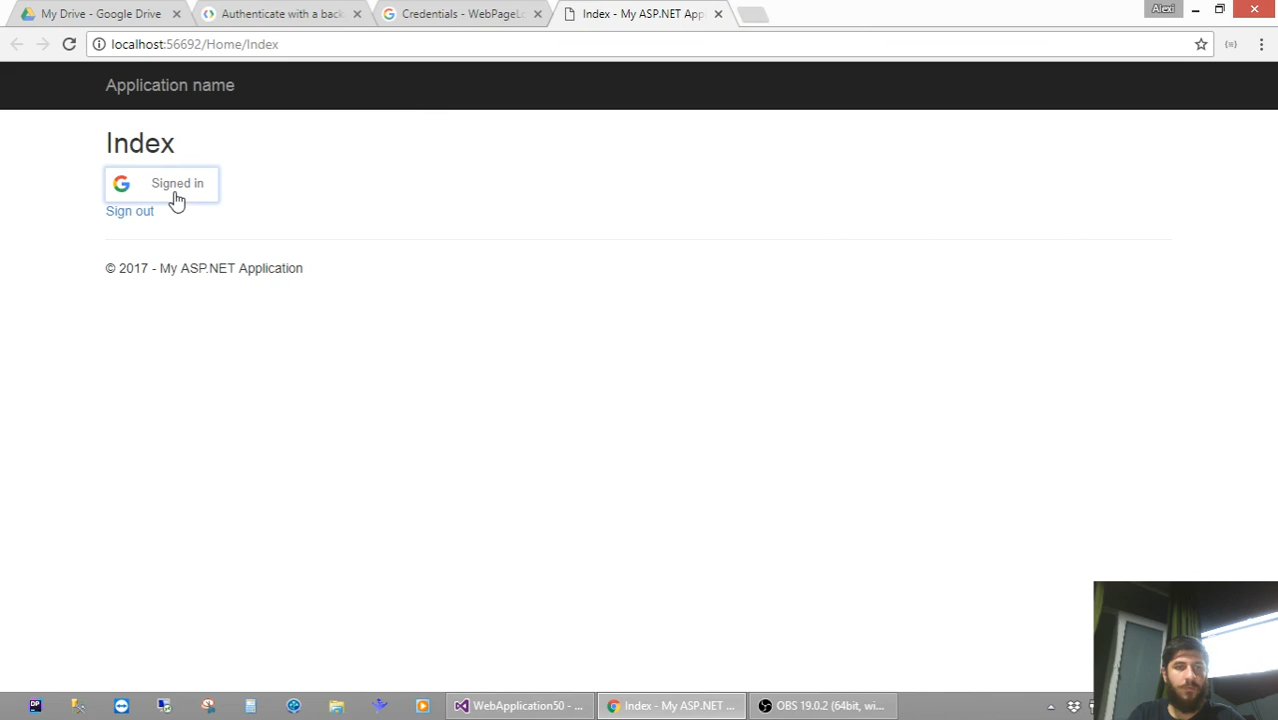 My Drive - Google Drive
Authenticate with a back
Credentials - WebPageLo
Index - My ASP.NET App
Alexi
localhost:56692/Home/Index
Application name
Index
Signed in
Sign out
© 2017 - My ASP.NET Application
DP
WebApplication50 - ...
Index - My ASP.NET ...
OBS 19.0.2 (64bit, wi...